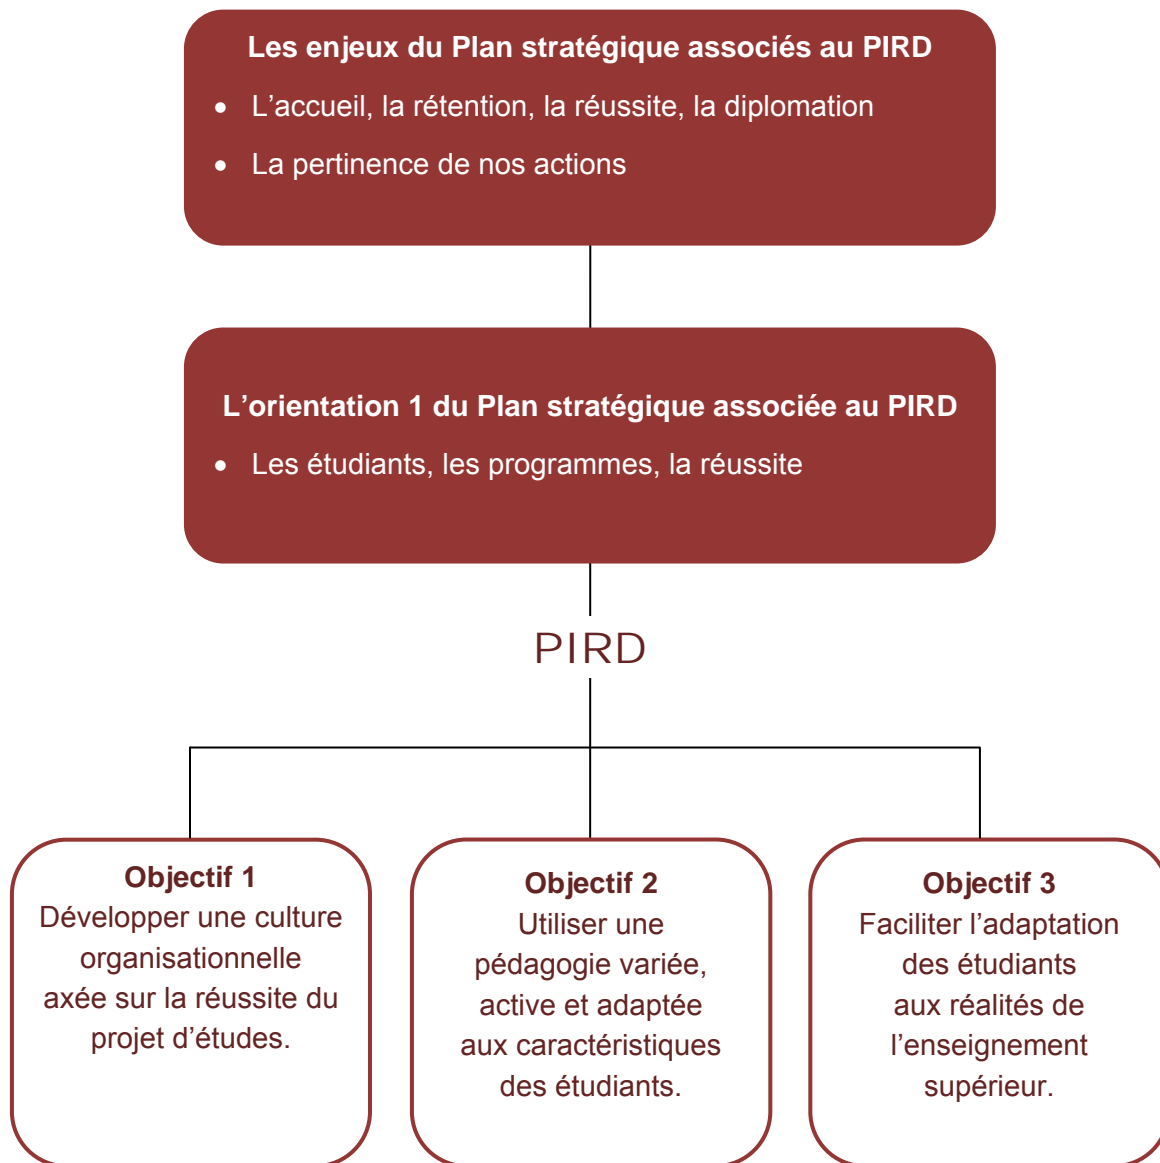 Les enjeux du Plan stratégique associés au PIRD
• L’accueil, la rétention, la réussite, la diplomation
• La pertinence de nos actions
L’orientation 1 du Plan stratégique associée au PIRD
• Les étudiants, les programmes, la réussite
PIRD
Objectif 1
Développer une culture
organisationnelle
axée sur la réussite du
projet d’études.
Objectif 2
Utiliser une
pédagogie variée,
active et adaptée
aux caractéristiques
des étudiants.
Objectif 3
Faciliter l’adaptation
des étudiants
aux réalités de
l’enseignement
supérieur.